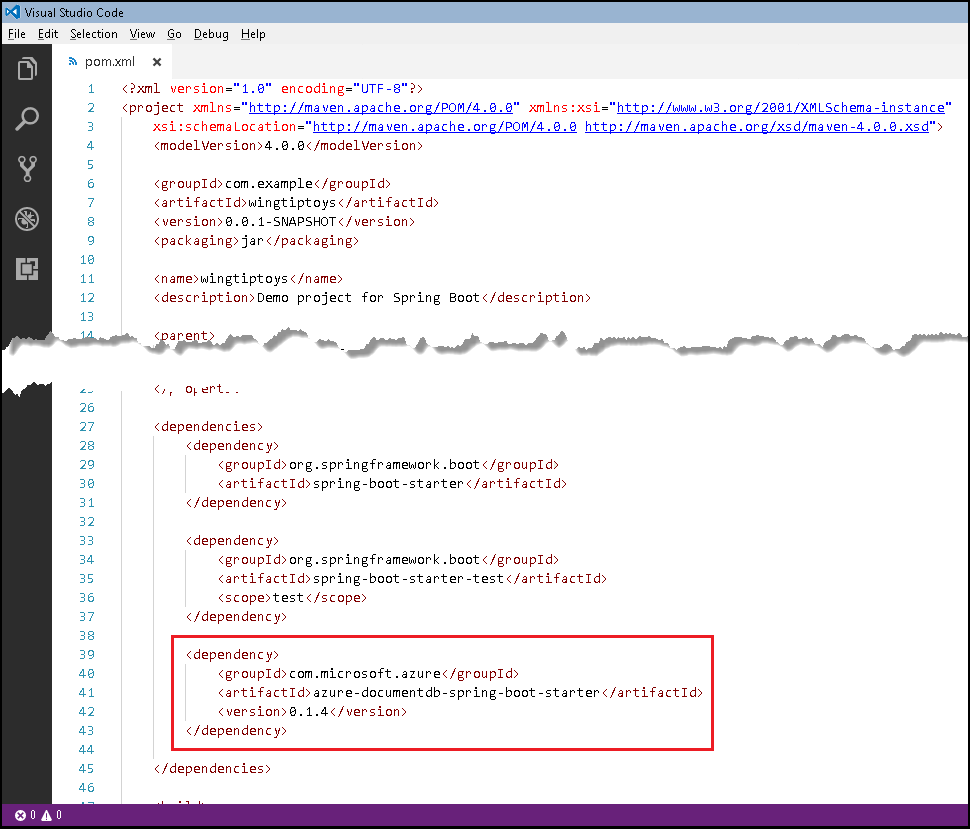 Visual Studio Code
File Edit Selection View Go Debug Help
pom.xml ×
1 <?xml version="1.0" encoding="UTF-8"?>
2 <project xmlns="http://maven.apache.org/POM/4.0.0" xmlns:xsi="http://www.w3.org/2001/XMLSchema-instance"
3 xsi:schemaLocation="http://maven.apache.org/POM/4.0.0 http://maven.apache.org/xsd/maven-4.0.0.xsd">
4 <modelVersion>4.0.0</modelVersion>
5
6 <groupId>com.example</groupId>
7 <artifactId>wingtiptoys</artifactId>
8 <version>0.0.1-SNAPSHOT</version>
9 <packaging>jar</packaging>
10
11 <name>wingtiptoys</name>
12 <description>Demo project for Spring Boot</description>
13
14 <parent>
26
27 <dependencies>
28 <dependency>
29 <groupId>org.springframework.boot</groupId>
30 <artifactId>spring-boot-starter</artifactId>
31 </dependency>
32
33 <dependency>
34 <groupId>org.springframework.boot</groupId>
35 <artifactId>spring-boot-starter-test</artifactId>
36 <scope>test</scope>
37 </dependency>
38
39 <dependency>
40 <groupId>com.microsoft.azure</groupId>
41 <artifactId>azure-documentdb-spring-boot-starter</artifactId>
42 <version>0.1.4</version>
43 </dependency>
44
45 </dependencies>
46
0 0